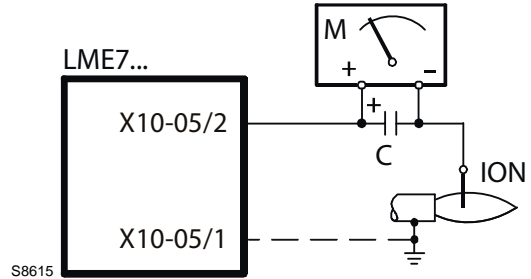 M
+ –
LME7...
X10-05/2
+
C
ION
X10-05/1
S8615